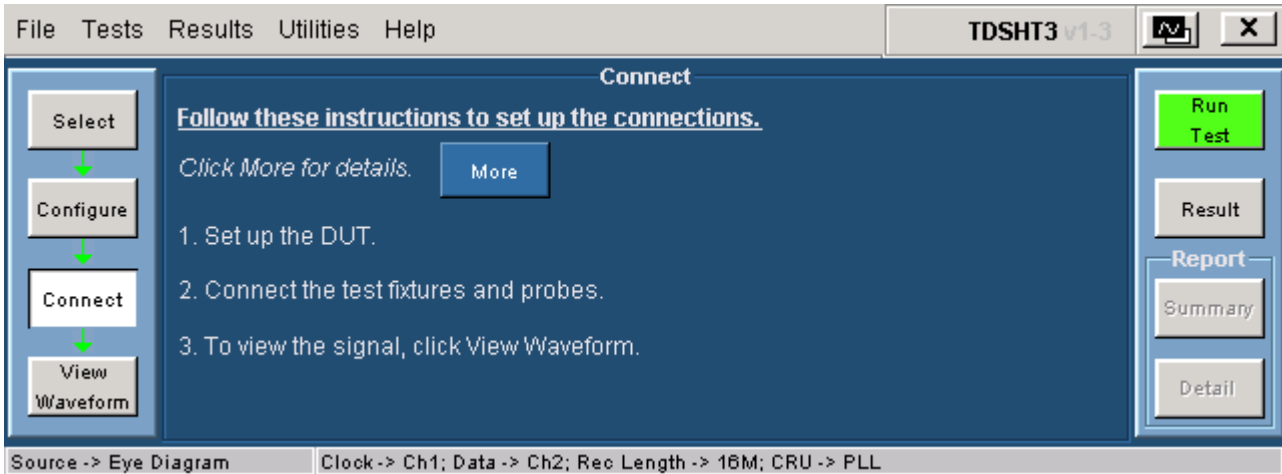 File Tests Results Utilities Help TDSHT3 v1-3 X
Connect
Select
Configure
Connect
View
Waveform
Follow these instructions to set up the connections.
Click More for details. More
1. Set up the DUT.
2. Connect the test fixtures and probes.
3. To view the signal, click View Waveform.
Run
Test
Result
Report
Summary
Detail
Source -> Eye Diagram Clock -> Ch1; Data -> Ch2; Rec Length -> 16M; CRU -> PLL